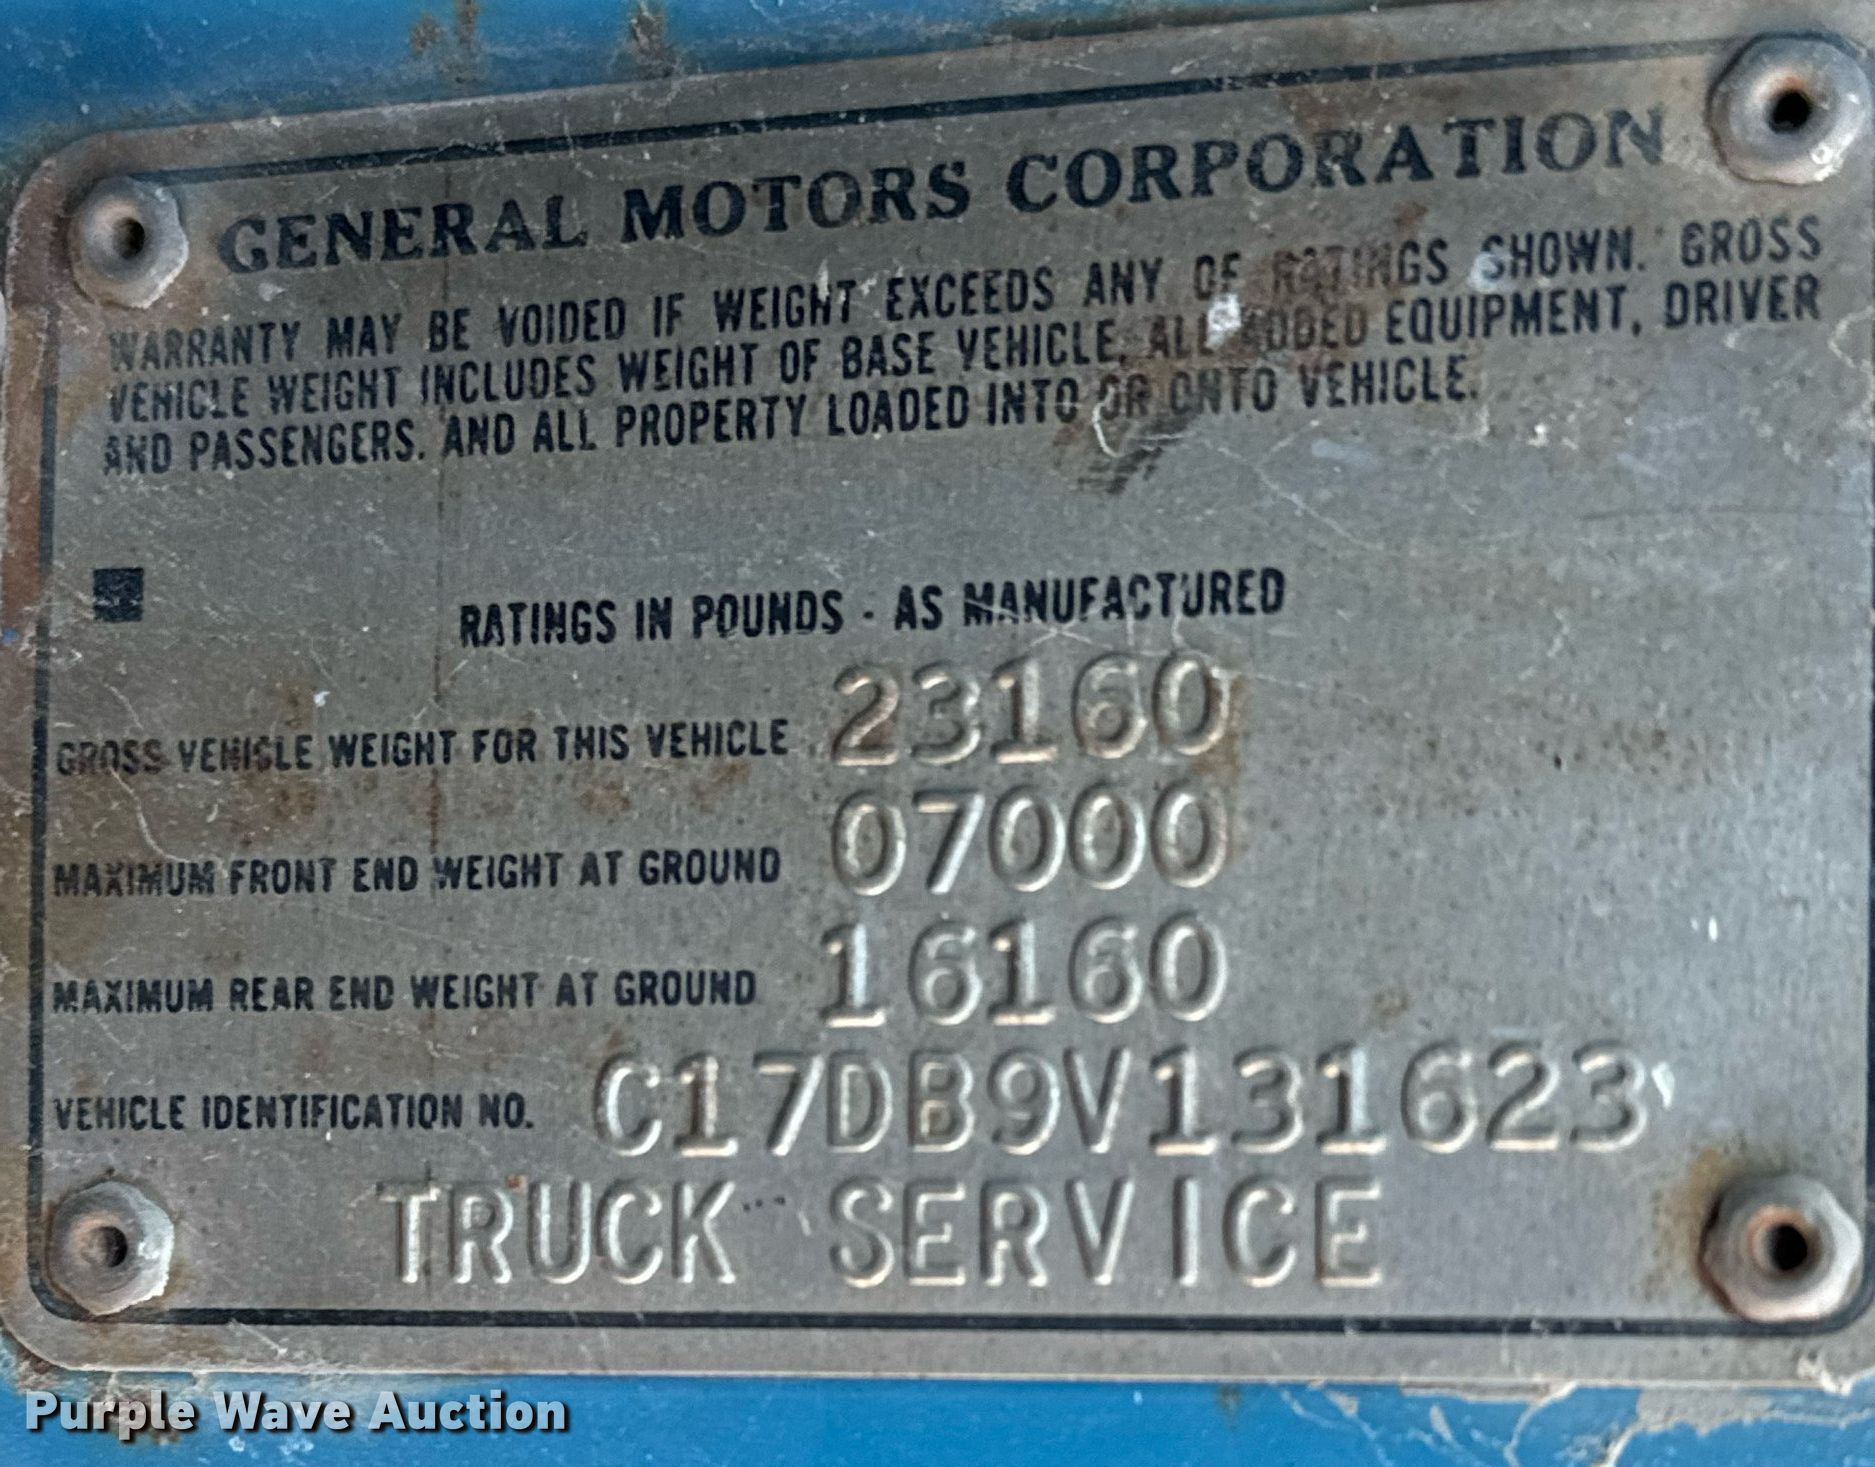 GENERAL MOTORS CORPORATION
WARRANTY MAY BE VOIDED IF WEIGHT EXCEEDS ANY OF RATINGS SHOWN. GROSS
VEHICLE WEIGHT INCLUDES WEIGHT OF BASE VEHICLE, ALL ADDED EQUIPMENT, DRIVER
AND PASSENGERS. AND ALL PROPERTY LOADED INTO OR ONTO VEHICLE.
RATINGS IN POUNDS - AS MANUFACTURED
GROSS VEHICLE WEIGHT FOR THIS VEHICLE 23160
MAXIMUM FRONT END WEIGHT AT GROUND 07000
MAXIMUM REAR END WEIGHT AT GROUND 16160
VEHICLE IDENTIFICATION NO. C17DB9V131623
TRUCK SERVICE
Purple Wave Auction